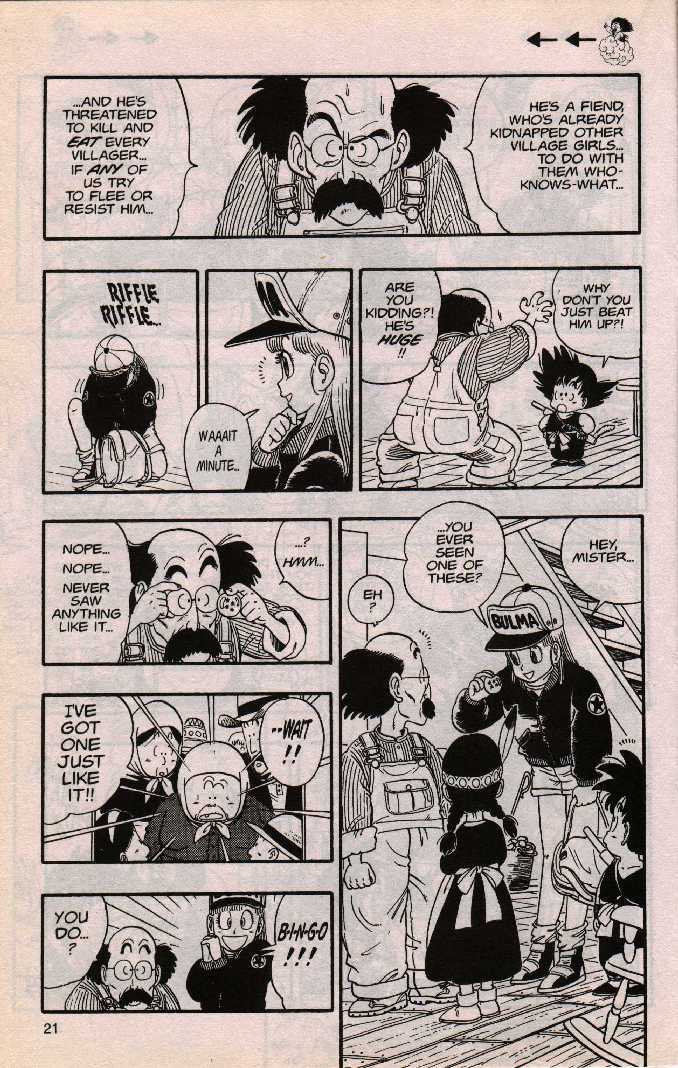 HE'S A FIEND,
WHO'S ALREADY
KIDNAPPED OTHER
VILLAGE GIRLS...
TO DO WITH
THEM WHO-
KNOWS-WHAT...
...AND HE'S
THREATENED
TO KILL AND
EAT EVERY
VILLAGER...
IF ANY OF
US TRY
TO FLEE OR
RESIST HIM...
WHY
DON'T YOU
JUST BEAT
HIM UP?!
ARE
YOU
KIDDING?!
HE'S
HUGE
!!
WAAAIT
A
MINUTE...
RIFFLE
RIFFLE...
HEY,
MISTER...
...YOU
EVER
SEEN
ONE OF
THESE?
BULMA
EH
?
...?
HMM...
NOPE...
NOPE...
NEVER
SAW
ANYTHING
LIKE IT...
--WAIT
!!
I'VE
GOT
ONE
JUST
LIKE
IT!!
B-I-N-G-O
!!!
YOU
DO...
?
21